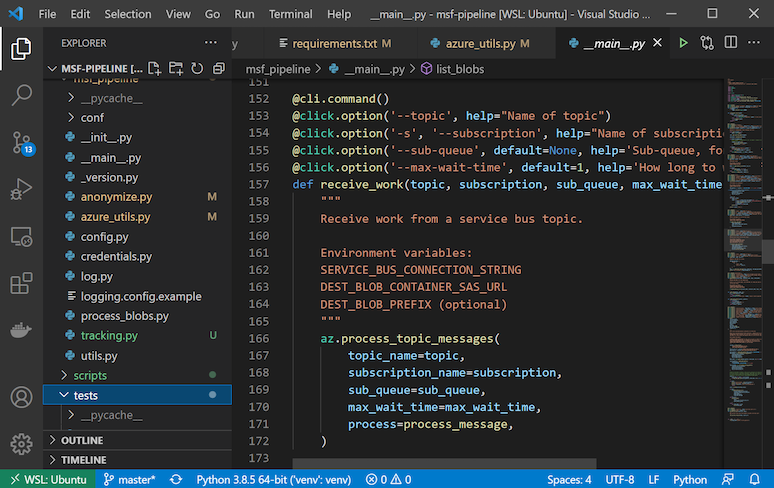 File Edit Selection View Go Run Terminal Help __main__.py - msf-pipeline [WSL: Ubuntu] - Visual Studio ...
EXPLORER
y requirements.txt M azure_utils.py M __main__.py
MSF-PIPELINE [...
msf_pipeline > __main__.py > list_blobs
msf_pipeline
__pycache__
conf
__init__.py
__main__.py
_version.py
anonymize.py M
azure_utils.py M
config.py
credentials.py
log.py
logging.config.example
process_blobs.py
tracking.py U
utils.py
scripts
tests
__pycache__
OUTLINE
TIMELINE
13
151
152 @cli.command()
153 @click.option('--topic', help="Name of topic")
154 @click.option('-s', '--subscription', help="Name of subscriptio
155 @click.option('--sub-queue', default=None, help='Sub-queue, fo
156 @click.option('--max-wait-time', default=1, help='How long to
157 def receive_work(topic, subscription, sub_queue, max_wait_time
158 """
159 Receive work from a service bus topic.
160
161 Environment variables:
162 SERVICE_BUS_CONNECTION_STRING
163 DEST_BLOB_CONTAINER_SAS_URL
164 DEST_BLOB_PREFIX (optional)
165 """
166 az.process_topic_messages(
167 topic_name=topic,
168 subscription_name=subscription,
169 sub_queue=sub_queue,
170 max_wait_time=max_wait_time,
171 process=process_message,
172 )
173
WSL: Ubuntu master* Python 3.8.5 64-bit ('venv': venv) 0 0 Spaces: 4 UTF-8 LF Python